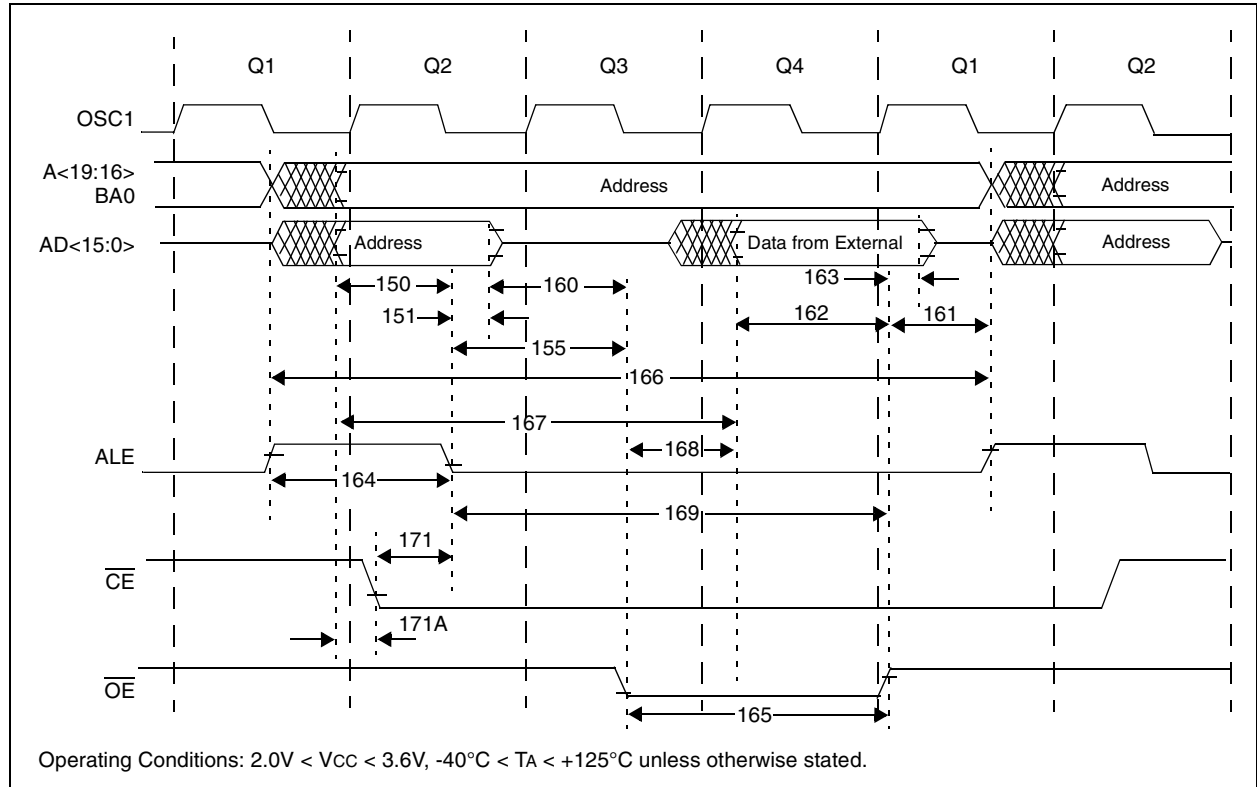 Q1 Q2 Q3 Q4 Q1 Q2
OSC1
A<19:16>
BA0
Address Address
AD<15:0>
Address Data from External Address
163
150 160
151 162 161
155
166
167
168
ALE
164
169
171
CE
171A
OE
165
Operating Conditions: 2.0V < VCC < 3.6V, -40°C < TA < +125°C unless otherwise stated.